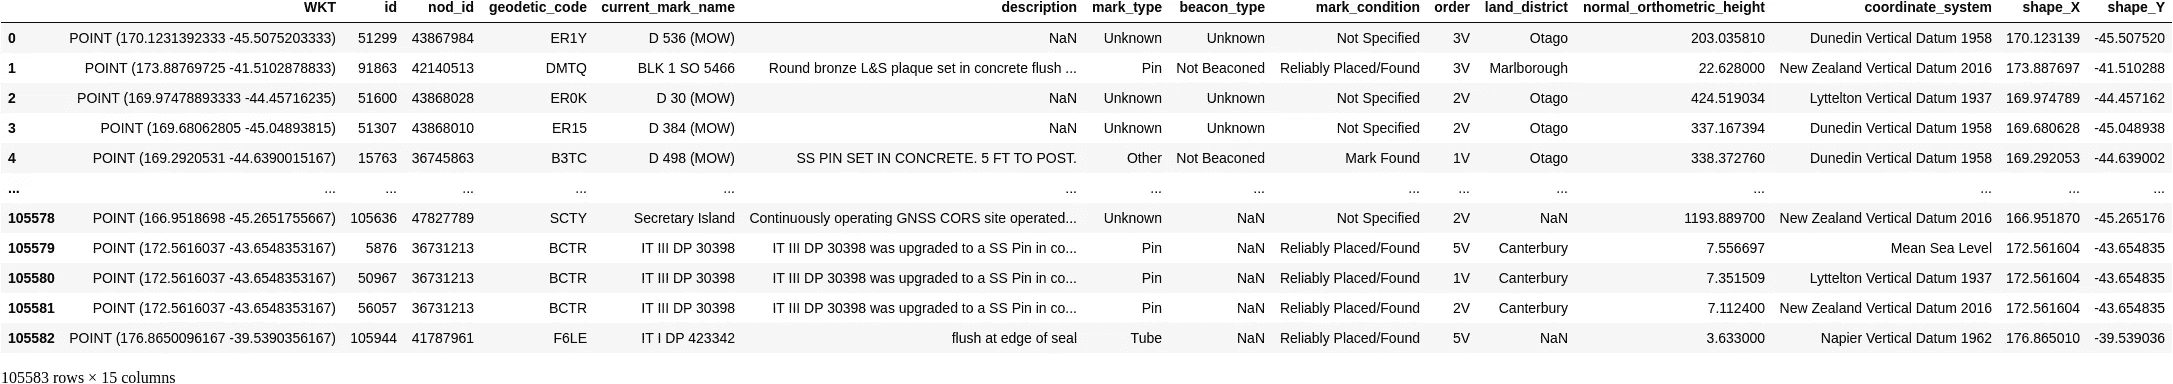 WKT id nod_id geodetic_code current_mark_name description mark_type beacon_type mark_condition order land_district normal_orthometric_height coordinate_system shape_X shape_Y
0 POINT (170.1231392333 -45.5075203333) 51299 43867984 ER1Y D 536 (MOW) NaN Unknown Unknown Not Specified 3V Otago 203.035810 Dunedin Vertical Datum 1958 170.123139 -45.507520
1 POINT (173.88769725 -41.5102878833) 91863 42140513 DMTQ BLK 1 SO 5466 Round bronze L&S plaque set in concrete flush ... Pin Not Beaconed Reliably Placed/Found 3V Marlborough 22.628000 New Zealand Vertical Datum 2016 173.887697 -41.510288
2 POINT (169.97478893333 -44.45716235) 51600 43868028 ER0K D 30 (MOW) NaN Unknown Unknown Not Specified 2V Otago 424.519034 Lyttelton Vertical Datum 1937 169.974789 -44.457162
3 POINT (169.68062805 -45.04893815) 51307 43868010 ER15 D 384 (MOW) NaN Unknown Unknown Not Specified 2V Otago 337.167394 Dunedin Vertical Datum 1958 169.680628 -45.048938
4 POINT (169.2920531 -44.6390015167) 15763 36745863 B3TC D 498 (MOW) SS PIN SET IN CONCRETE. 5 FT TO POST. Other Not Beaconed Mark Found 1V Otago 338.372760 Dunedin Vertical Datum 1958 169.292053 -44.639002
... ... ... ... ... ... ... ... ... ... ... ... ... ... ... ...
105578 POINT (166.9518698 -45.2651755667) 105636 47827789 SCTY Secretary Island Continuously operating GNSS CORS site operated... Unknown NaN Not Specified 2V NaN 1193.889700 New Zealand Vertical Datum 2016 166.951870 -45.265176
105579 POINT (172.5616037 -43.6548353167) 5876 36731213 BCTR IT III DP 30398 IT III DP 30398 was upgraded to a SS Pin in co... Pin NaN Reliably Placed/Found 5V Canterbury 7.556697 Mean Sea Level 172.561604 -43.654835
105580 POINT (172.5616037 -43.6548353167) 50967 36731213 BCTR IT III DP 30398 IT III DP 30398 was upgraded to a SS Pin in co... Pin NaN Reliably Placed/Found 1V Canterbury 7.351509 Lyttelton Vertical Datum 1937 172.561604 -43.654835
105581 POINT (172.5616037 -43.6548353167) 56057 36731213 BCTR IT III DP 30398 IT III DP 30398 was upgraded to a SS Pin in co... Pin NaN Reliably Placed/Found 2V Canterbury 7.112400 New Zealand Vertical Datum 2016 172.561604 -43.654835
105582 POINT (176.8650096167 -39.5390356167) 105944 41787961 F6LE IT I DP 423342 flush at edge of seal Tube NaN Reliably Placed/Found 5V NaN 3.633000 Napier Vertical Datum 1962 176.865010 -39.539036
105583 rows × 15 columns